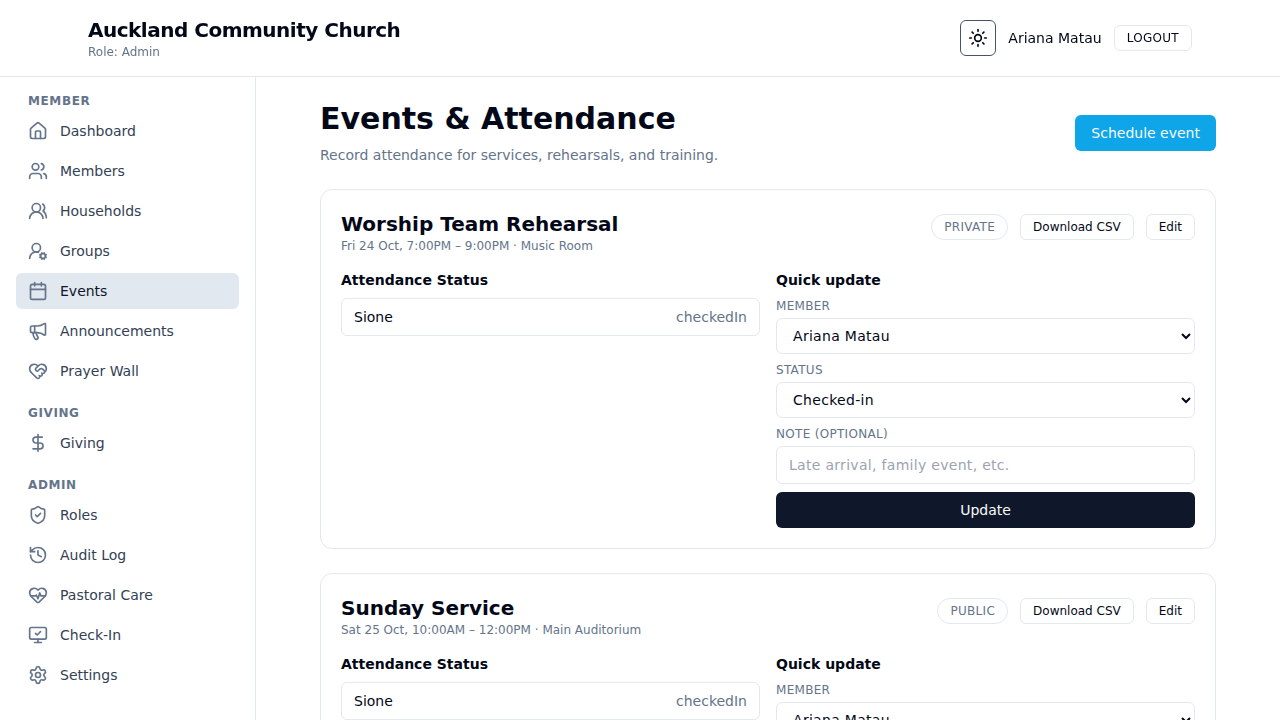 Auckland Community Church
Role: Admin
Ariana Matau
LOGOUT
MEMBER
Dashboard
Members
Households
Groups
Events
Announcements
Prayer Wall
GIVING
Giving
ADMIN
Roles
Audit Log
Pastoral Care
Check-In
Settings
Events & Attendance
Record attendance for services, rehearsals, and training.
Schedule event
Worship Team Rehearsal
Fri 24 Oct, 7:00PM – 9:00PM · Music Room
PRIVATE
Download CSV
Edit
Attendance Status
Sione checkedIn
Quick update
MEMBER
Ariana Matau
STATUS
Checked-in
NOTE (OPTIONAL)
Late arrival, family event, etc.
Update
Sunday Service
Sat 25 Oct, 10:00AM – 12:00PM · Main Auditorium
PUBLIC
Download CSV
Edit
Attendance Status
Sione checkedIn
Quick update
MEMBER
Ariana Matau